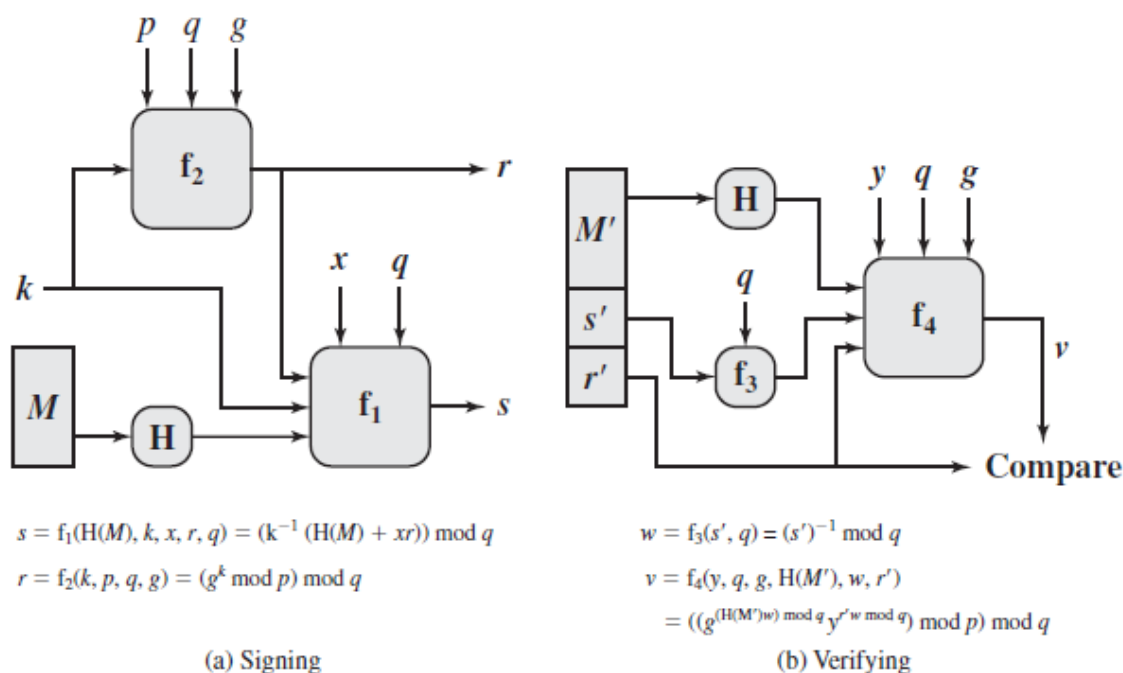 p q g
f₂
r
k
x q
M
H
f₁
s
s = f₁(H(M), k, x, r, q) = (k⁻¹ (H(M) + xr)) mod q
r = f₂(k, p, q, g) = (gᵏ mod p) mod q
(a) Signing
y q g
M′
H
s′
q
f₄
r′
f₃
v
Compare
w = f₃(s′, q) = (s′)⁻¹ mod q
v = f₄(y, q, g, H(M′), w, r′)
= ((g^(H(M′)w) mod q y^r′w mod q) mod p) mod q
(b) Verifying